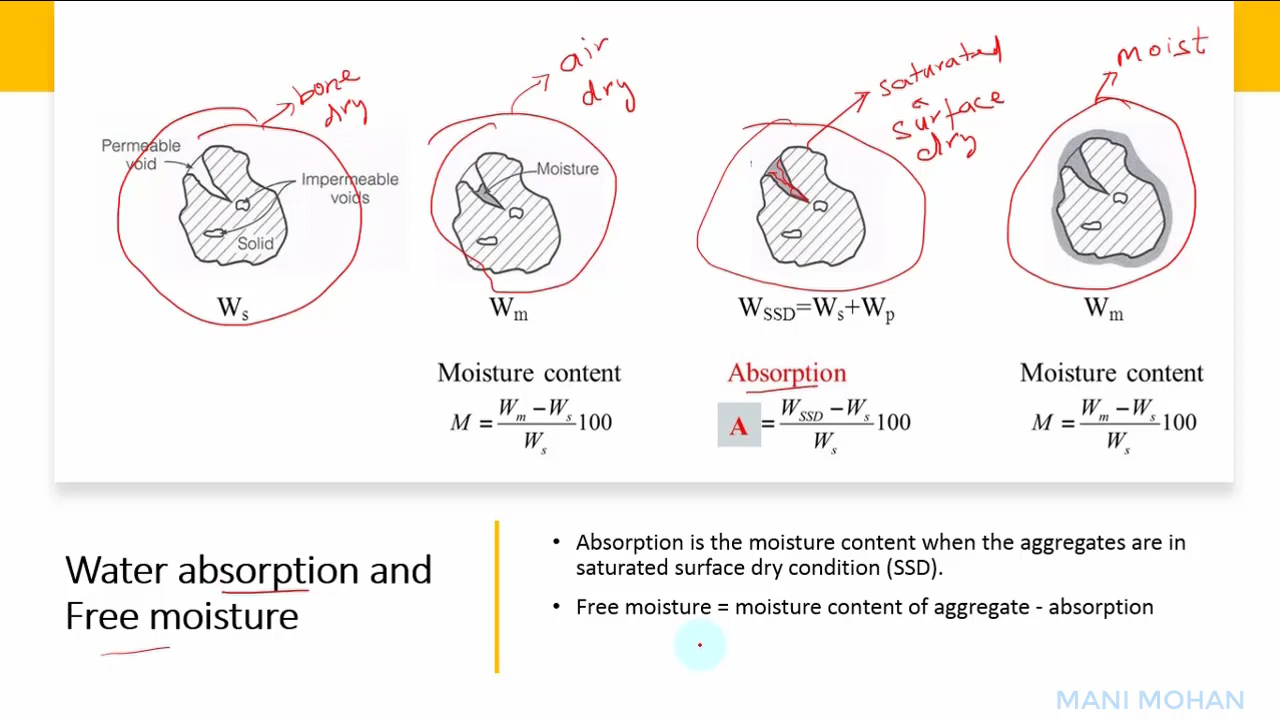 bone
dry
air
dry
saturated
surface
dry
moist
Permeable
void
Impermeable
voids
Solid
Moisture
Ws
Wm
WSSD=Ws+Wp
Wm
Moisture content
M = Wm − Ws / Ws 100
Absorption
A = WSSD − Ws / Ws 100
Moisture content
M = Wm − Ws / Ws 100
Water absorption and
Free moisture
• Absorption is the moisture content when the aggregates are in
saturated surface dry condition (SSD).
• Free moisture = moisture content of aggregate - absorption
MANI MOHAN